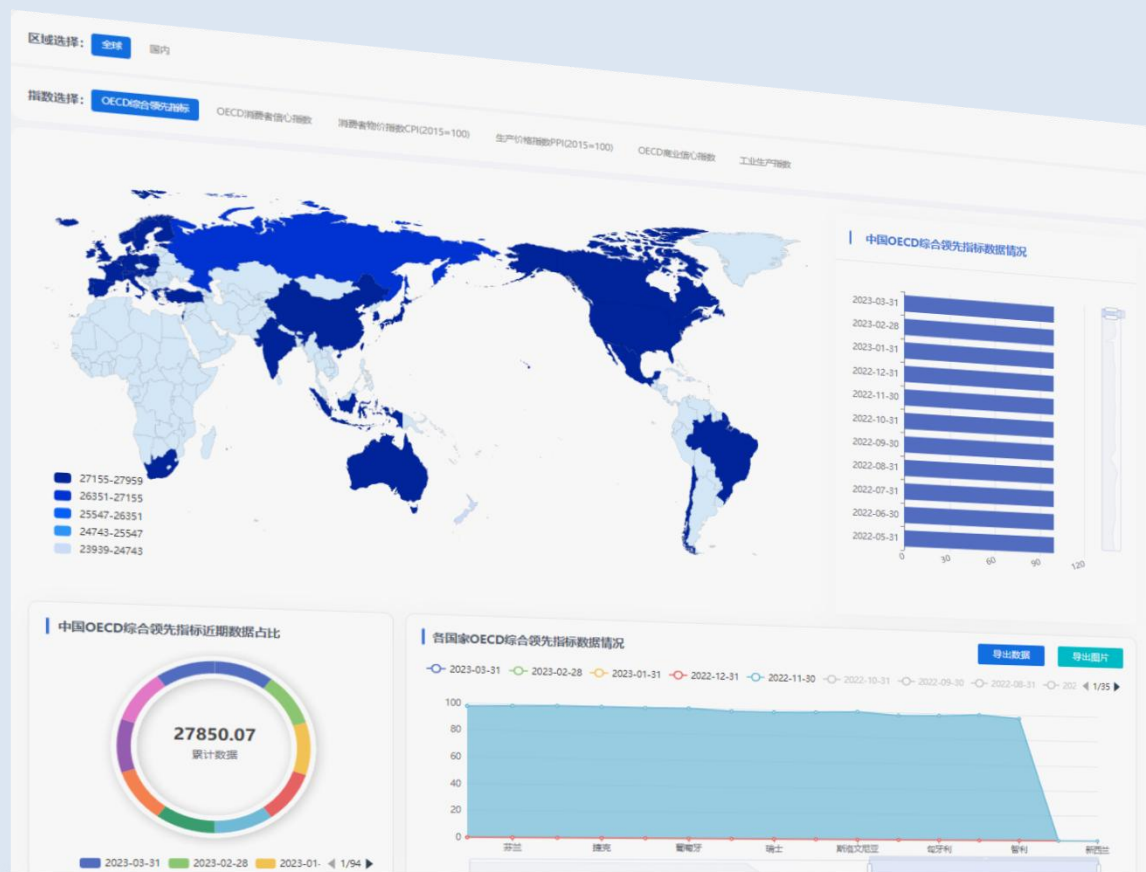 区域选择： 全球 国内
指数选择： OECD综合领先指标 OECD消费者信心指数 消费者物价指数CPI(2015=100) 生产价格指数PPI(2015=100) OECD商业信心指数 工业生产指数
27155-27959
26351-27155
25547-26351
24743-25547
23939-24743
中国OECD综合领先指标数据情况
2023-03-31
2023-02-28
2023-01-31
2022-12-31
2022-11-30
2022-10-31
2022-09-30
2022-08-31
2022-07-31
2022-06-30
2022-05-31
0 30 60 90 120
中国OECD综合领先指标近期数据占比
27850.07
累计数据
2023-03-31 2023-02-28 2023-01- 1/94
各国家OECD综合领先指标数据情况
导出数据 导出图片
2023-03-31 2023-02-28 2023-01-31 2022-12-31 2022-11-30 2022-10-31 2022-09-30 2022-08-31 202 1/35
100
80
60
40
20
0
芬兰 捷克 葡萄牙 瑞士 斯洛文尼亚 匈牙利 智利 新西兰